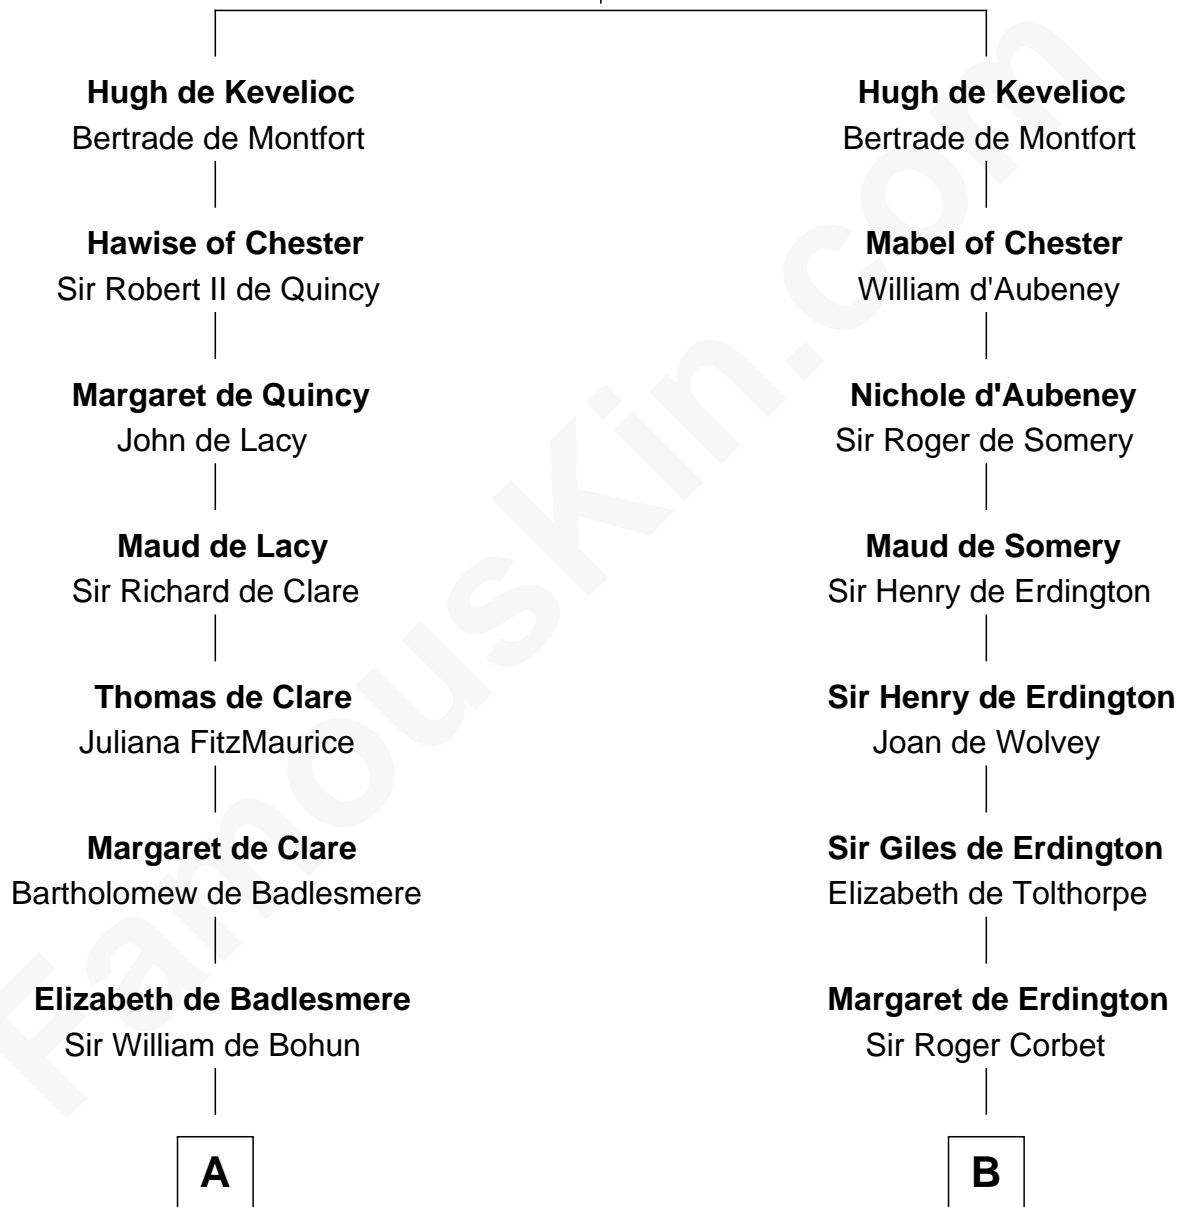 Hugh de Kevelioc
Bertrade de Montfort
Hawise of Chester
Sir Robert II de Quincy
Margaret de Quincy
John de Lacy
Maud de Lacy
Sir Richard de Clare
Thomas de Clare
Juliana FitzMaurice
Margaret de Clare
Bartholomew de Badlesmere
Elizabeth de Badlesmere
Sir William de Bohun
A
Hugh de Kevelioc
Bertrade de Montfort
Mabel of Chester
William d'Aubeney
Nichole d'Aubeney
Sir Roger de Somery
Maud de Somery
Sir Henry de Erdington
Sir Henry de Erdington
Joan de Wolvey
Sir Giles de Erdington
Elizabeth de Tolthorpe
Margaret de Erdington
Sir Roger Corbet
B
FamousKin.com